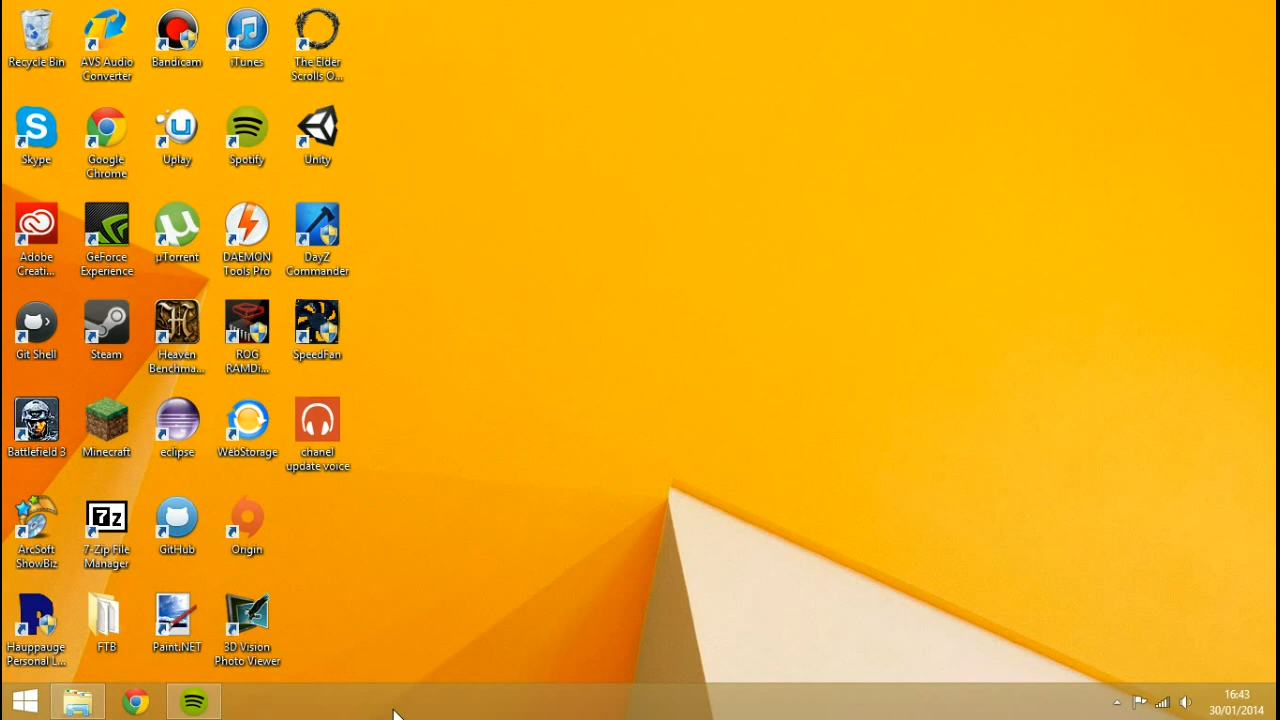 Recycle Bin
AVS Audio
Converter
Bandicam
iTunes
The Elder
Scrolls O...
Skype
Google
Chrome
Uplay
Spotify
Unity
Adobe
Creati...
GeForce
Experience
µTorrent
DAEMON
Tools Pro
DayZ
Commander
Git Shell
Steam
Heaven
Benchma...
ROG
RAMDi...
SpeedFan
Battlefield 3
Minecraft
eclipse
WebStorage
chanel
update voice
ArcSoft
ShowBiz
7z
7-Zip File
Manager
GitHub
Origin
Hauppauge
Personal L...
FTB
Paint.NET
3D Vision
Photo Viewer
16:43
30/01/2014